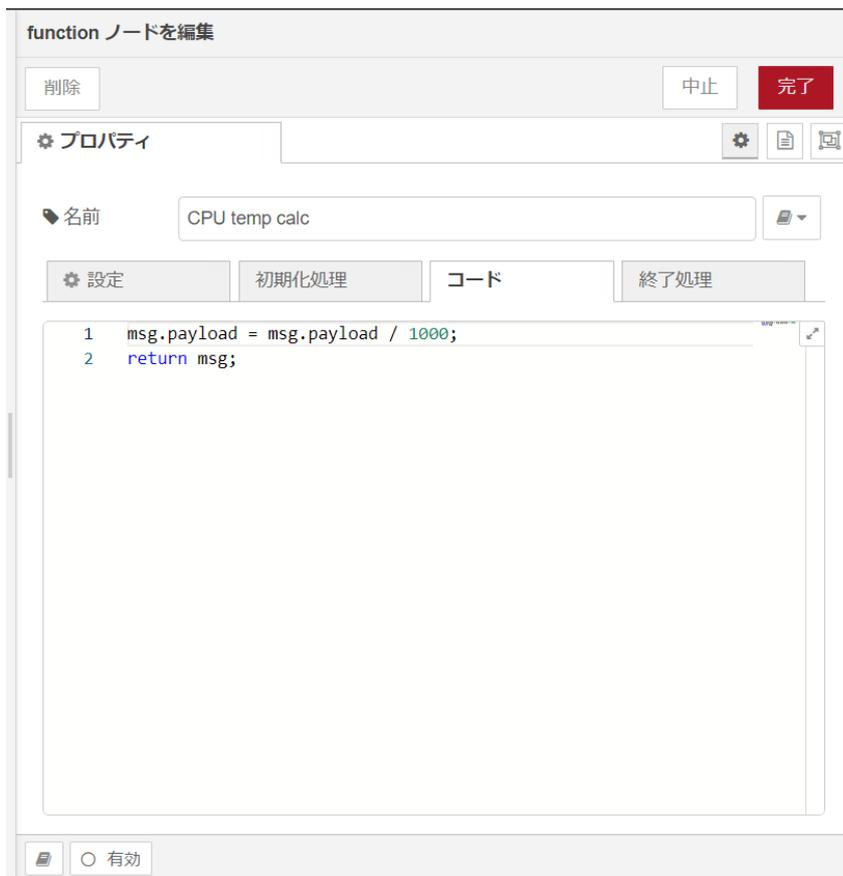 function ノードを編集
削除 中止 完了
プロパティ
名前 CPU temp calc
設定 初期化処理 コード 終了処理
1 msg.payload = msg.payload / 1000;
2 return msg;
有効